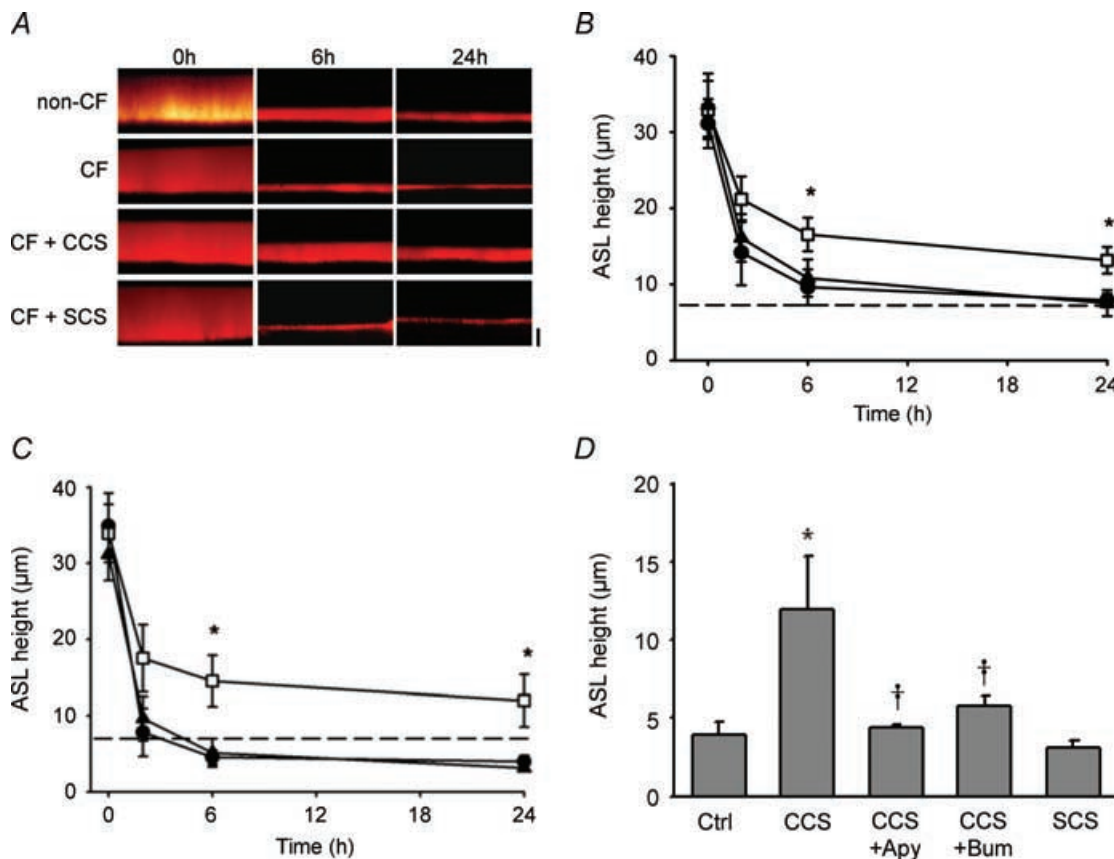 A
0h 6h 24h
non-CF
CF
CF + CCS
CF + SCS
B
ASL height (µm)
40
30
20
10
0
0 6 12 18 24
Time (h)
*
*
C
ASL height (µm)
40
30
20
10
0
0 6 12 18 24
Time (h)
*
*
D
ASL height (µm)
20
15
10
5
0
*
†
†
Ctrl CCS CCS CCS SCS
+Apy +Bum